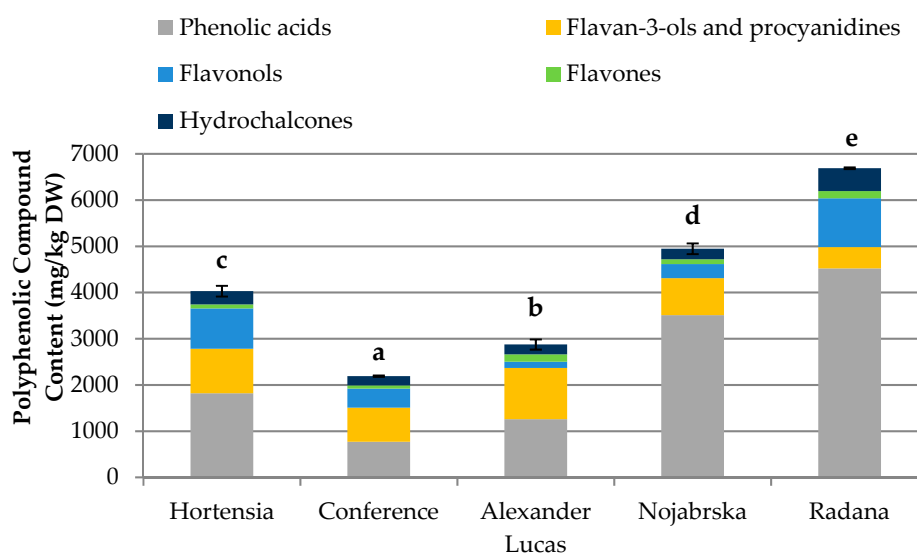 Phenolic acids
Flavan-3-ols and procyanidines
Flavonols
Flavones
Hydrochalcones
Polyphenolic Compound
Content (mg/kg DW)
7000
6000
5000
4000
3000
2000
1000
0
c
a
b
d
e
Hortensia
Conference
Alexander
Lucas
Nojabrska
Radana